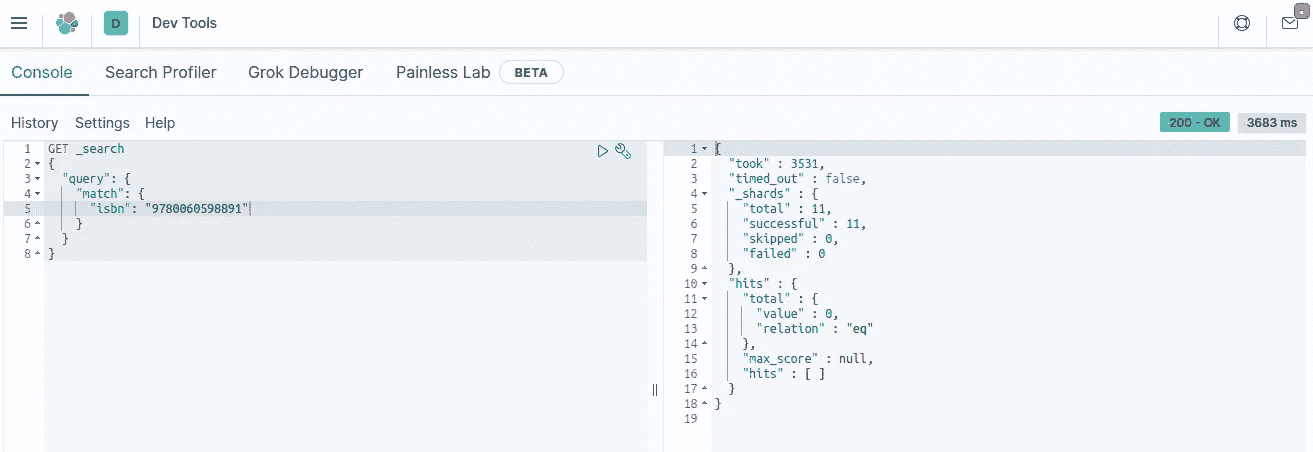 D Dev Tools
Console Search Profiler Grok Debugger Painless Lab BETA
History Settings Help 200 - OK 3683 ms
1 GET _search
2 {
3 "query": {
4 "match": {
5 "isbn": "9780060598891"
6 }
7 }
8 }
1 {
2 "took" : 3531,
3 "timed_out" : false,
4 "_shards" : {
5 "total" : 11,
6 "successful" : 11,
7 "skipped" : 0,
8 "failed" : 0
9 },
10 "hits" : {
11 "total" : {
12 "value" : 0,
13 "relation" : "eq"
14 },
15 "max_score" : null,
16 "hits" : [ ]
17 }
18 }
19